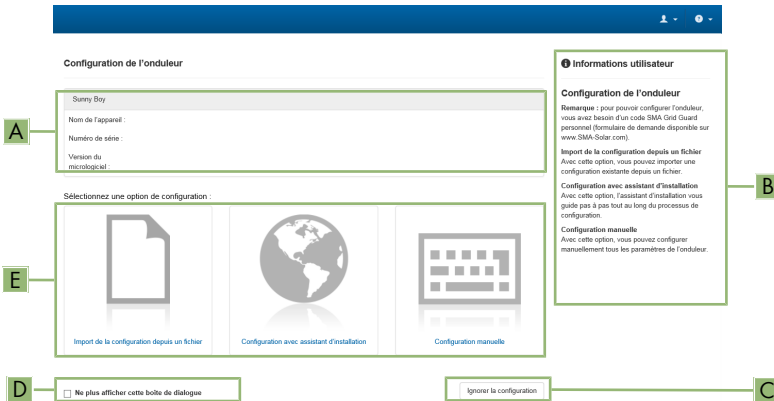 Configuration de l'onduleur
Sunny Boy
Nom de l'appareil :
Numéro de série :
Version du
micrologiciel :
A
Sélectionnez une option de configuration :
Import de la configuration depuis un fichier
Configuration avec assistant d'installation
Configuration manuelle
E
Ne plus afficher cette boîte de dialogue
D
Ignorer la configuration
C
Informations utilisateur
Configuration de l'onduleur
Remarque : pour pouvoir configurer l'onduleur,
vous avez besoin d'un code SMA Grid Guard
personnel (formulaire de demande disponible sur
www.SMA-Solar.com).
Import de la configuration depuis un fichier
Avec cette option, vous pouvez importer une
configuration existante depuis un fichier.
Configuration avec assistant d'installation
Avec cette option, l'assistant d'installation vous
guide pas à pas tout au long du processus de
configuration.
Configuration manuelle
Avec cette option, vous pouvez configurer
manuellement tous les paramètres de l'onduleur.
B